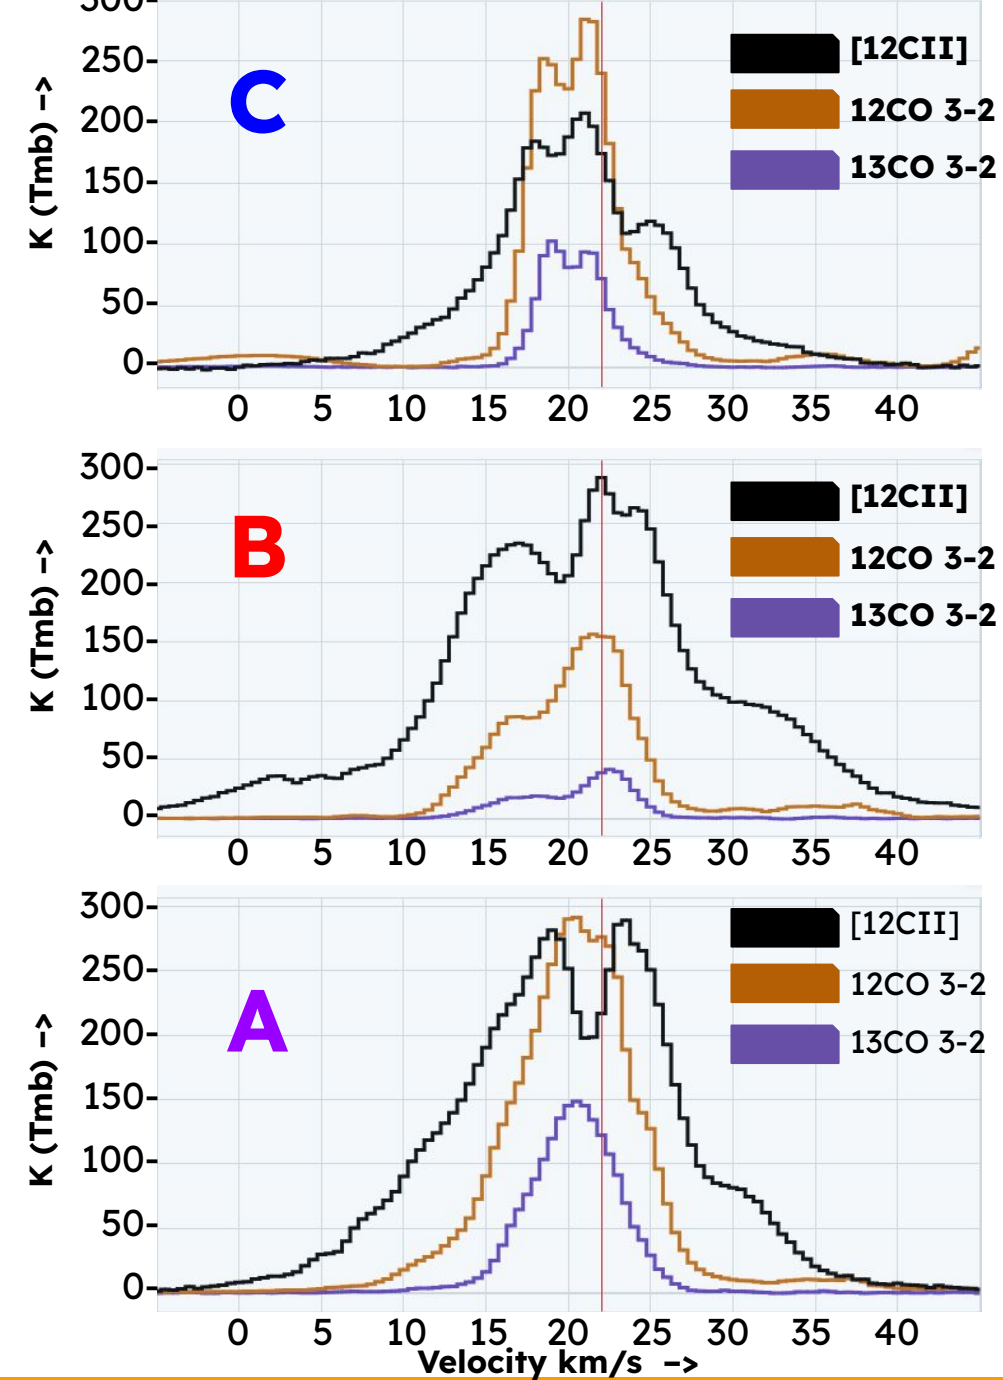 300-
250-
200-
150-
100-
50-
0-
K (Tmb) –>
C
[12CII]
12CO 3-2
13CO 3-2
0 5 10 15 20 25 30 35 40
300-
250-
200-
150-
100-
50-
0-
K (Tmb) –>
B
[12CII]
12CO 3-2
13CO 3-2
0 5 10 15 20 25 30 35 40
300-
250-
200-
150-
100-
50-
0-
K (Tmb) –>
A
[12CII]
12CO 3-2
13CO 3-2
0 5 10 15 20 25 30 35 40
Velocity km/s –>